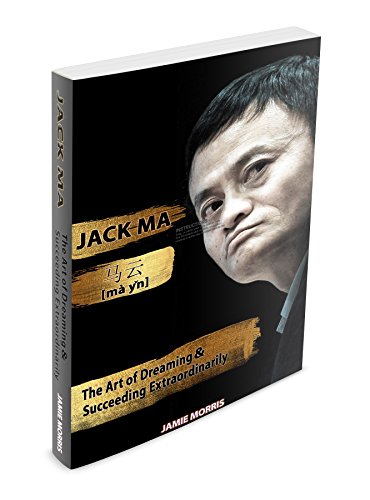 JACK MA
The Art of Dreaming &
Succeeding Extraordinarily
JAMIE MORRIS
JACK MA
马云
[mà y'n]
The Art of Dreaming &
Succeeding Extraordinarily
JAMIE MORRIS